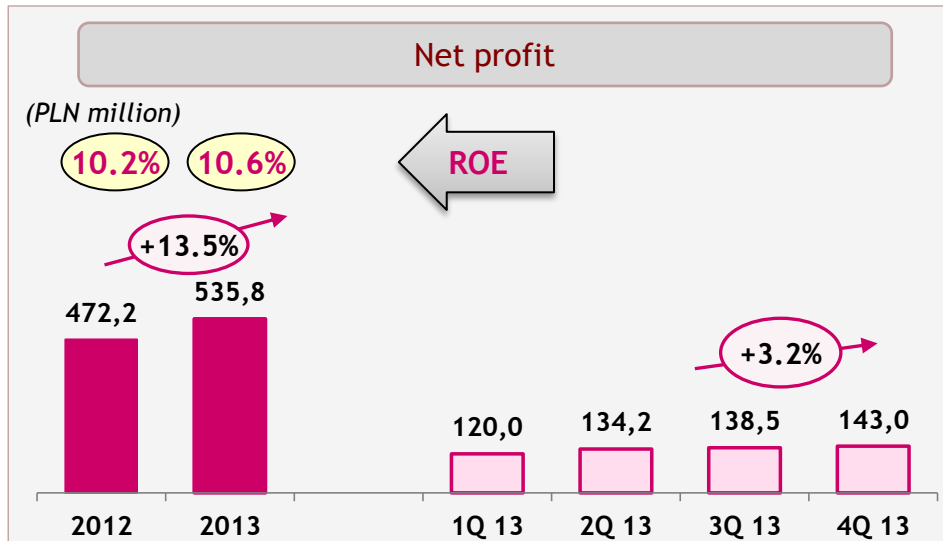 Net profit
(PLN million)
10.2% 10.6% ROE
+13.5%
472,2 535,8
+3.2%
120,0 134,2 138,5 143,0
2012 2013 1Q 13 2Q 13 3Q 13 4Q 13